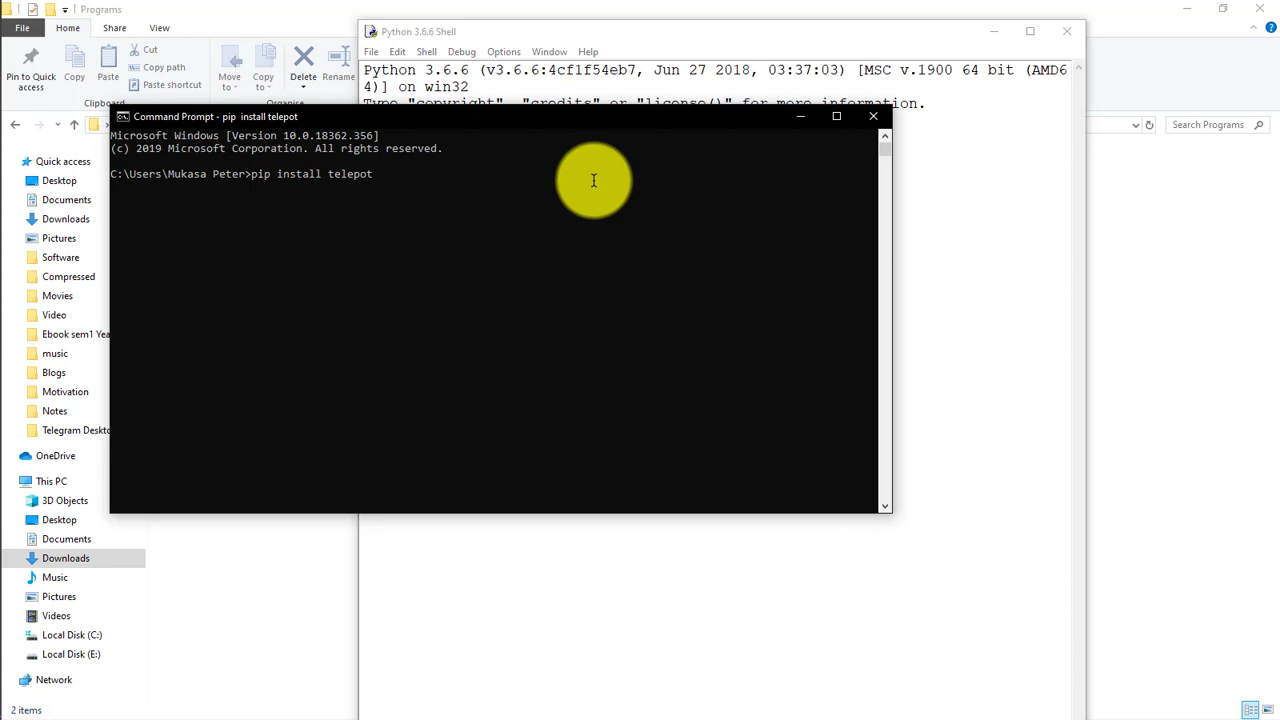 Programs
File
Home
Share
View
Pin to Quick
access
Copy
Paste
Cut
Copy path
Paste shortcut
Clipboard
Move
to
Copy
to
Delete
Rename
Organise
Search Programs
Quick access
Desktop
Documents
Downloads
Pictures
Software
Compressed
Movies
Video
Ebook sem1 Yea
music
Blogs
Motivation
Notes
Telegram Deskto
OneDrive
This PC
3D Objects
Desktop
Documents
Downloads
Music
Pictures
Videos
Local Disk (C:)
Local Disk (E:)
Network
2 items
Python 3.6.6 Shell
File Edit Shell Debug Options Window Help
Python 3.6.6 (v3.6.6:4cf1f54eb7, Jun 27 2018, 03:37:03) [MSC v.1900 64 bit (AMD6
4)] on win32
Type "copyright", "credits" or "license()" for more information.
Command Prompt - pip install telepot
Microsoft Windows [Version 10.0.18362.356]
(c) 2019 Microsoft Corporation. All rights reserved.
C:\Users\Mukasa Peter>pip install telepot